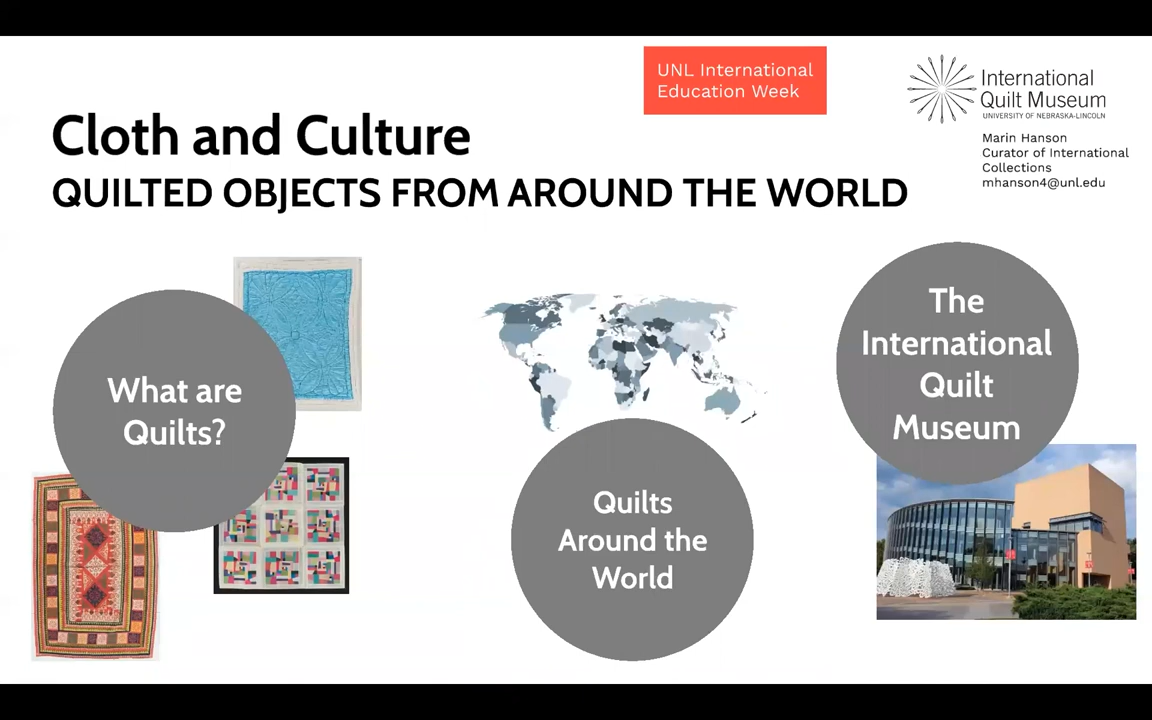 UNL International
Education Week
International
Quilt Museum
UNIVERSITY OF NEBRASKA-LINCOLN
Marin Hanson
Curator of International
Collections
mhanson4@unl.edu
Cloth and Culture
QUILTED OBJECTS FROM AROUND THE WORLD
What are
Quilts?
Quilts
Around the
World
The
International
Quilt
Museum